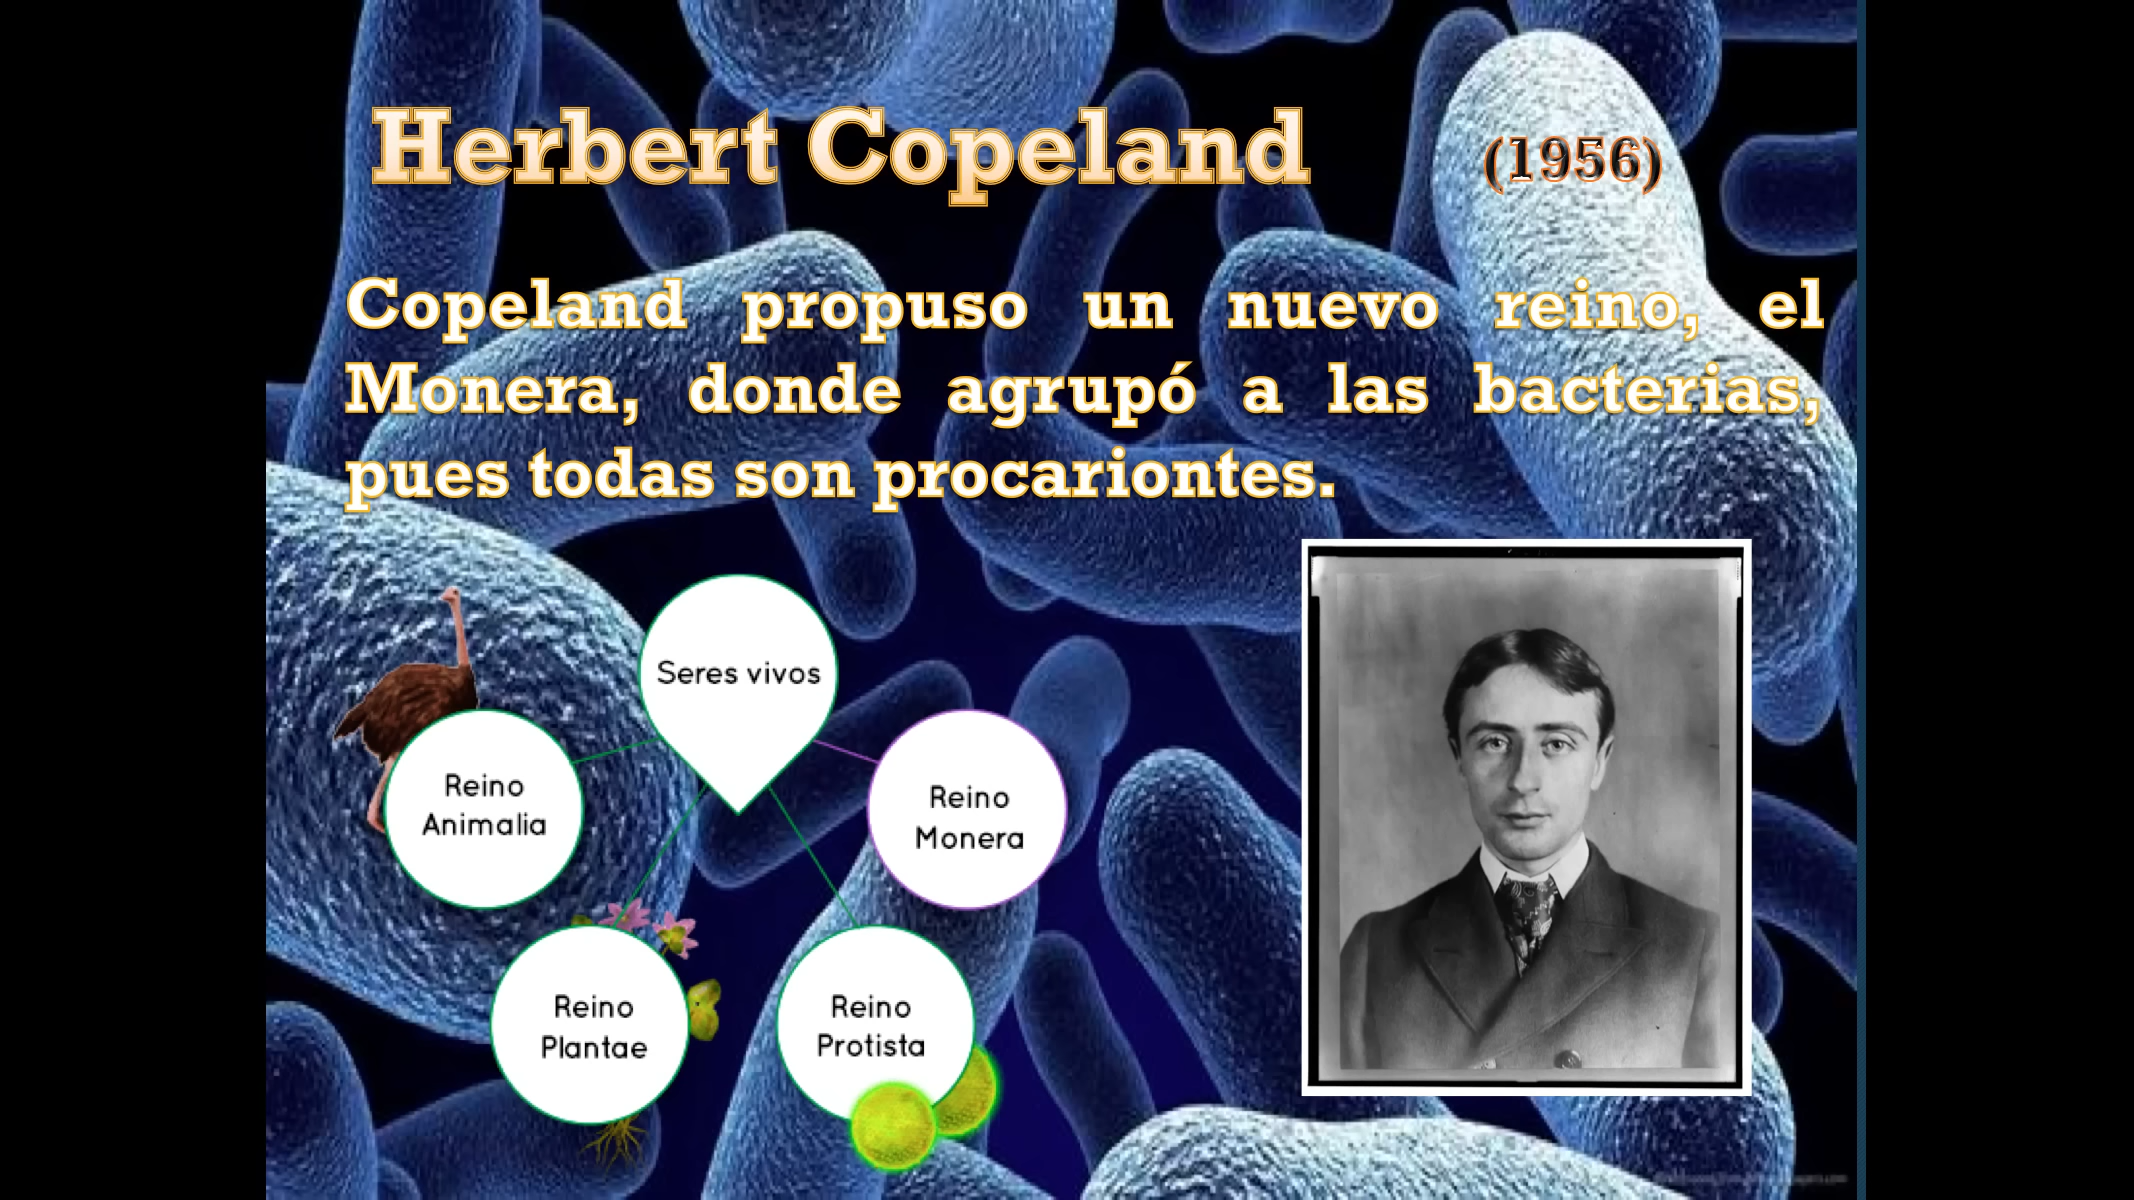 Herbert Copeland (1956)
Copeland propuso un nuevo reino, el
Monera, donde agrupó a las bacterias,
pues todas son procariontes.
Seres vivos
Reino
Animalia
Reino
Monera
Reino
Plantae
Reino
Protista